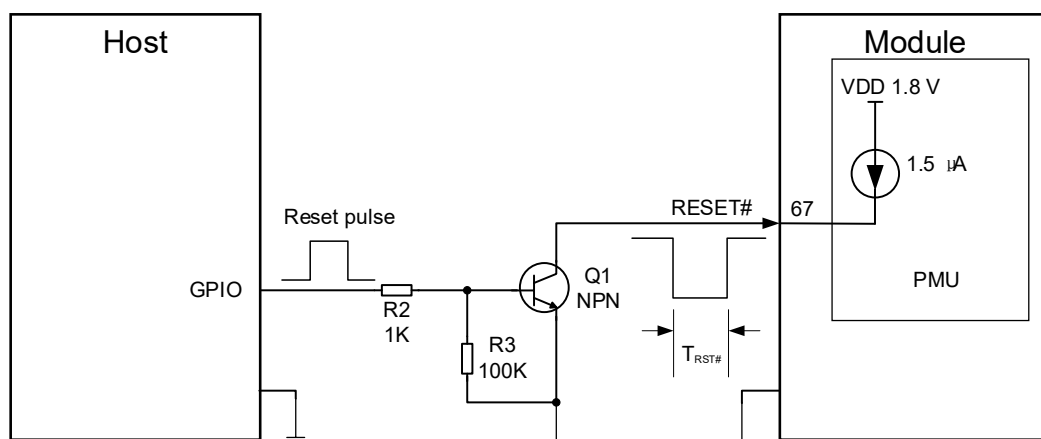 Host
Module
VDD 1.8 V
1.5 µA
Reset pulse
RESET#
67
GPIO
Q1
NPN
PMU
R2
1K
R3
100K
TRST#